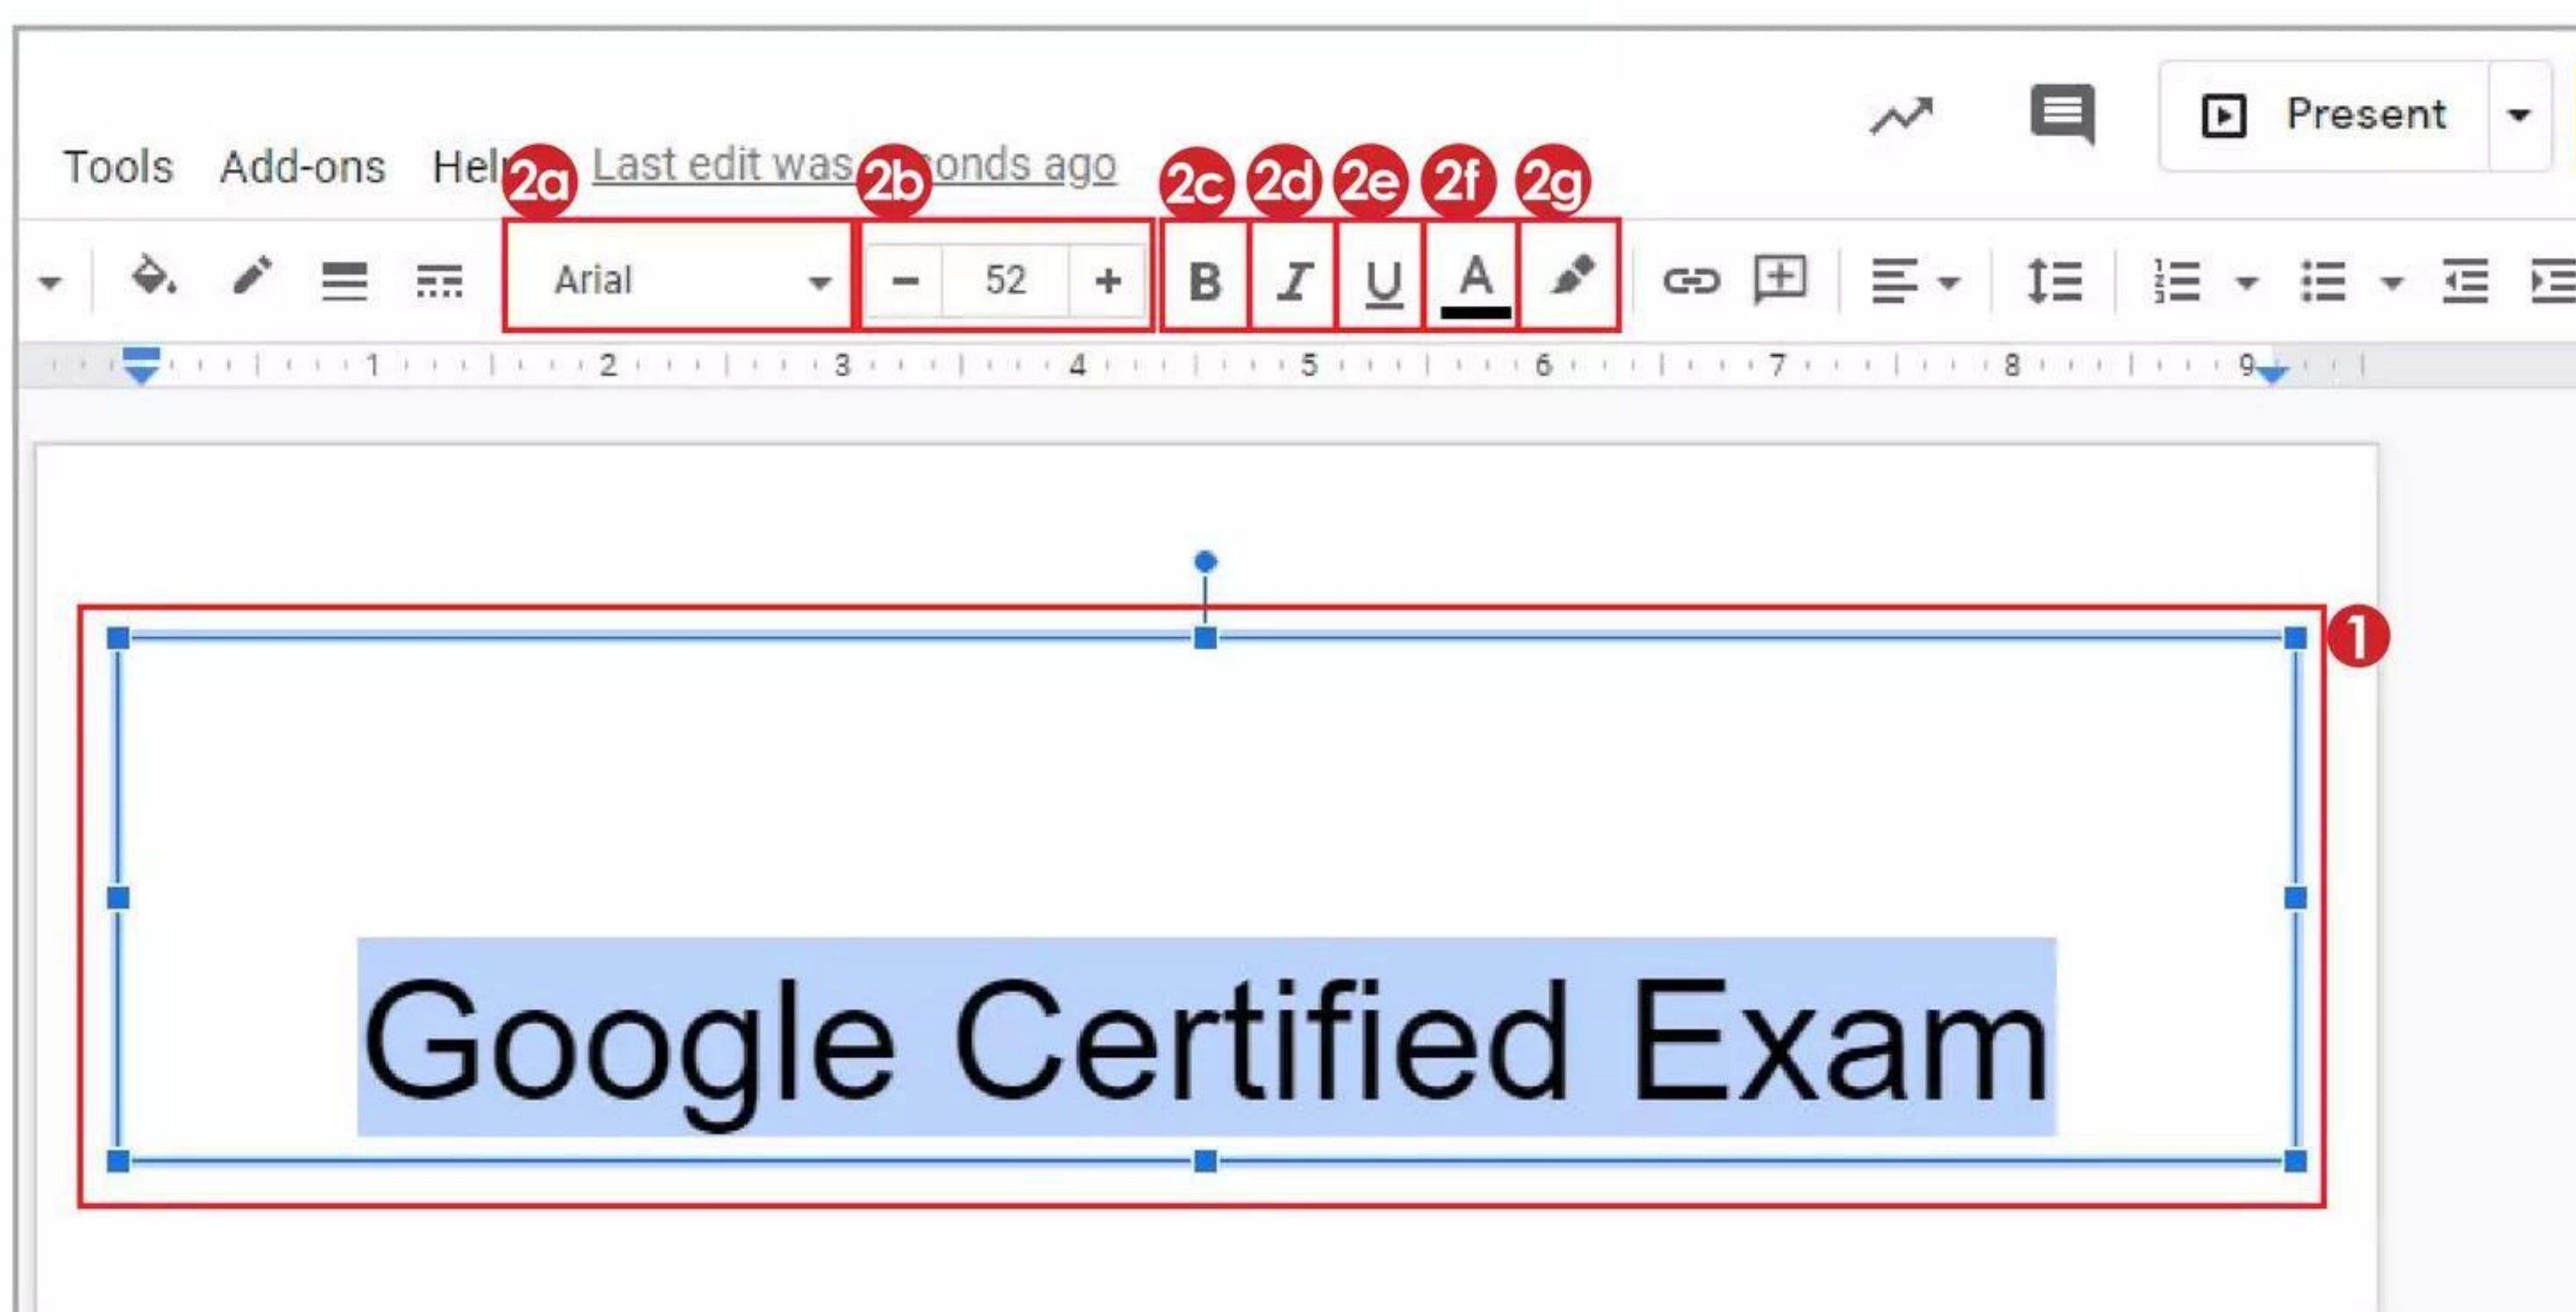 Present
Tools Add-ons Hel Last edit was onds ago
2a 2b 2c 2d 2e 2f 2g
Arial 52 B I U A
1 2 3 4 5 6 7 8 9
1
Google Certified Exam